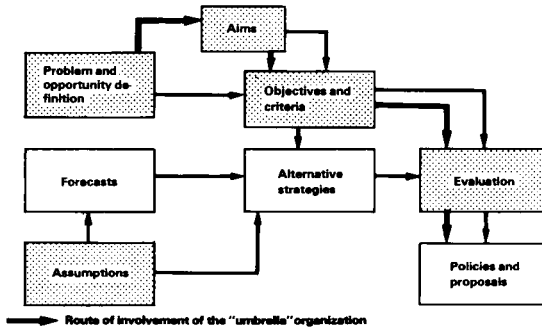 Aims
Problem and
opportunity de-
finition
Objectives and
criteria
Forecasts
Alternative
strategies
Evaluation
Assumptions
Policies and
proposals
Route of involvement of the "umbrella" organization